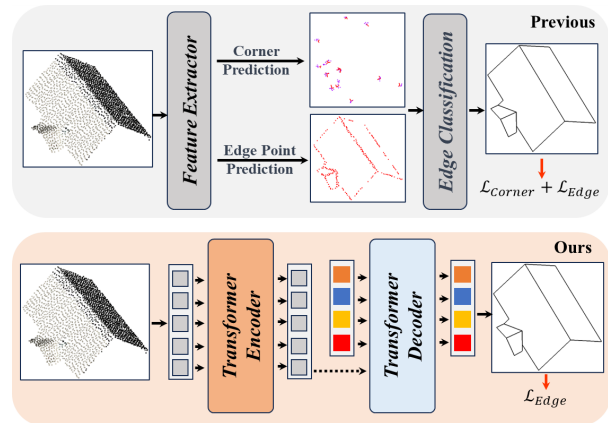 Previous
Feature Extractor
Corner
Prediction
Edge Point
Prediction
Edge Classification
ℒ_Corner + ℒ_Edge
Ours
Transformer
Encoder
Transformer
Decoder
ℒ_Edge